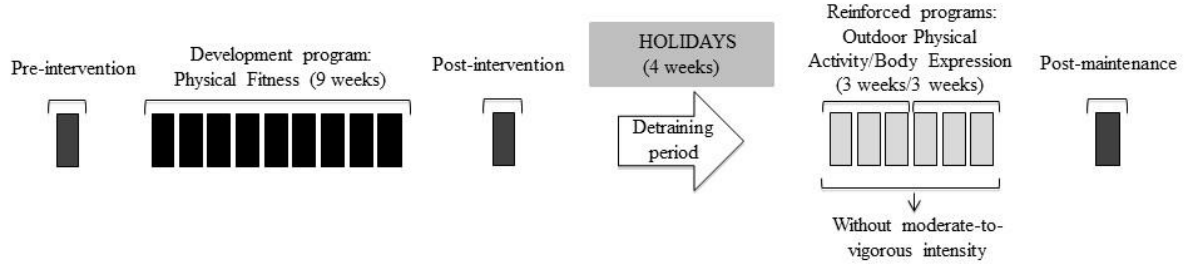 Pre-intervention
Development program:
Physical Fitness (9 weeks)
Post-intervention
HOLIDAYS
(4 weeks)
Detraining
period
Reinforced programs:
Outdoor Physical
Activity/Body Expression
(3 weeks/3 weeks)
Without moderate-to-
vigorous intensity
Post-maintenance